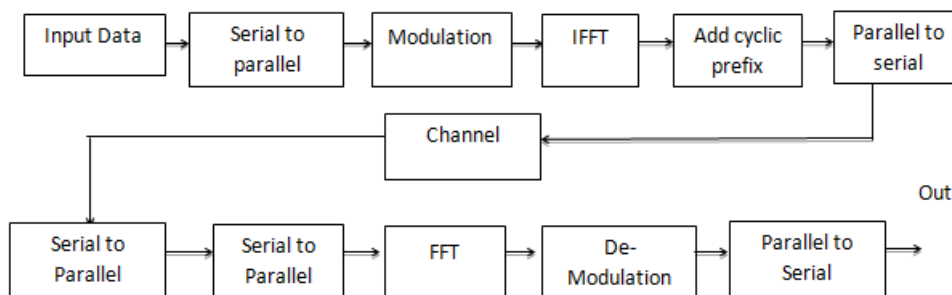 Input Data
Serial to
parallel
Modulation
IFFT
Add cyclic
prefix
Parallel to
serial
Channel
Out
Serial to
Parallel
Serial to
Parallel
FFT
De-
Modulation
Parallel to
Serial